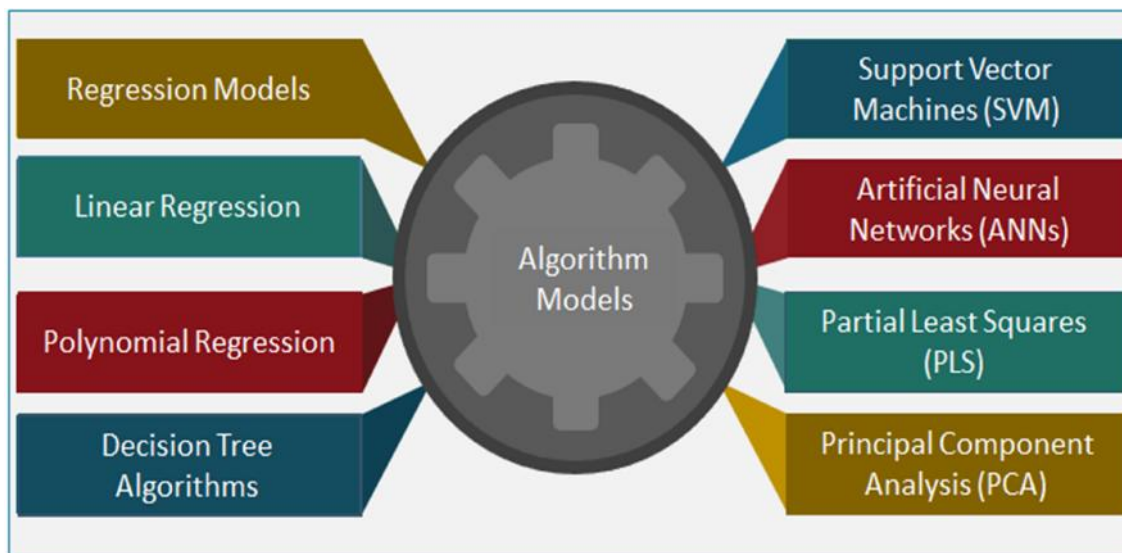 Regression Models
Linear Regression
Polynomial Regression
Decision Tree
Algorithms
Algorithm
Models
Support Vector
Machines (SVM)
Artificial Neural
Networks (ANNs)
Partial Least Squares
(PLS)
Principal Component
Analysis (PCA)